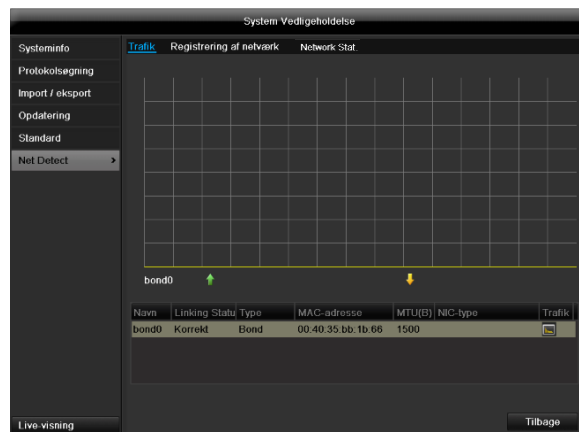 System Vedligeholdelse
Systeminfo
Protokolsøgning
Import / eksport
Opdatering
Standard
Net Detect
Live-visning
Trafik Registrering af netværk Network Stat.
bond0
Navn Linking Statu Type MAC-adresse MTU(B) NIC-type Trafik
bond0 Korrekt Bond 00:40:35:bb:1b:66 1500
Tilbage